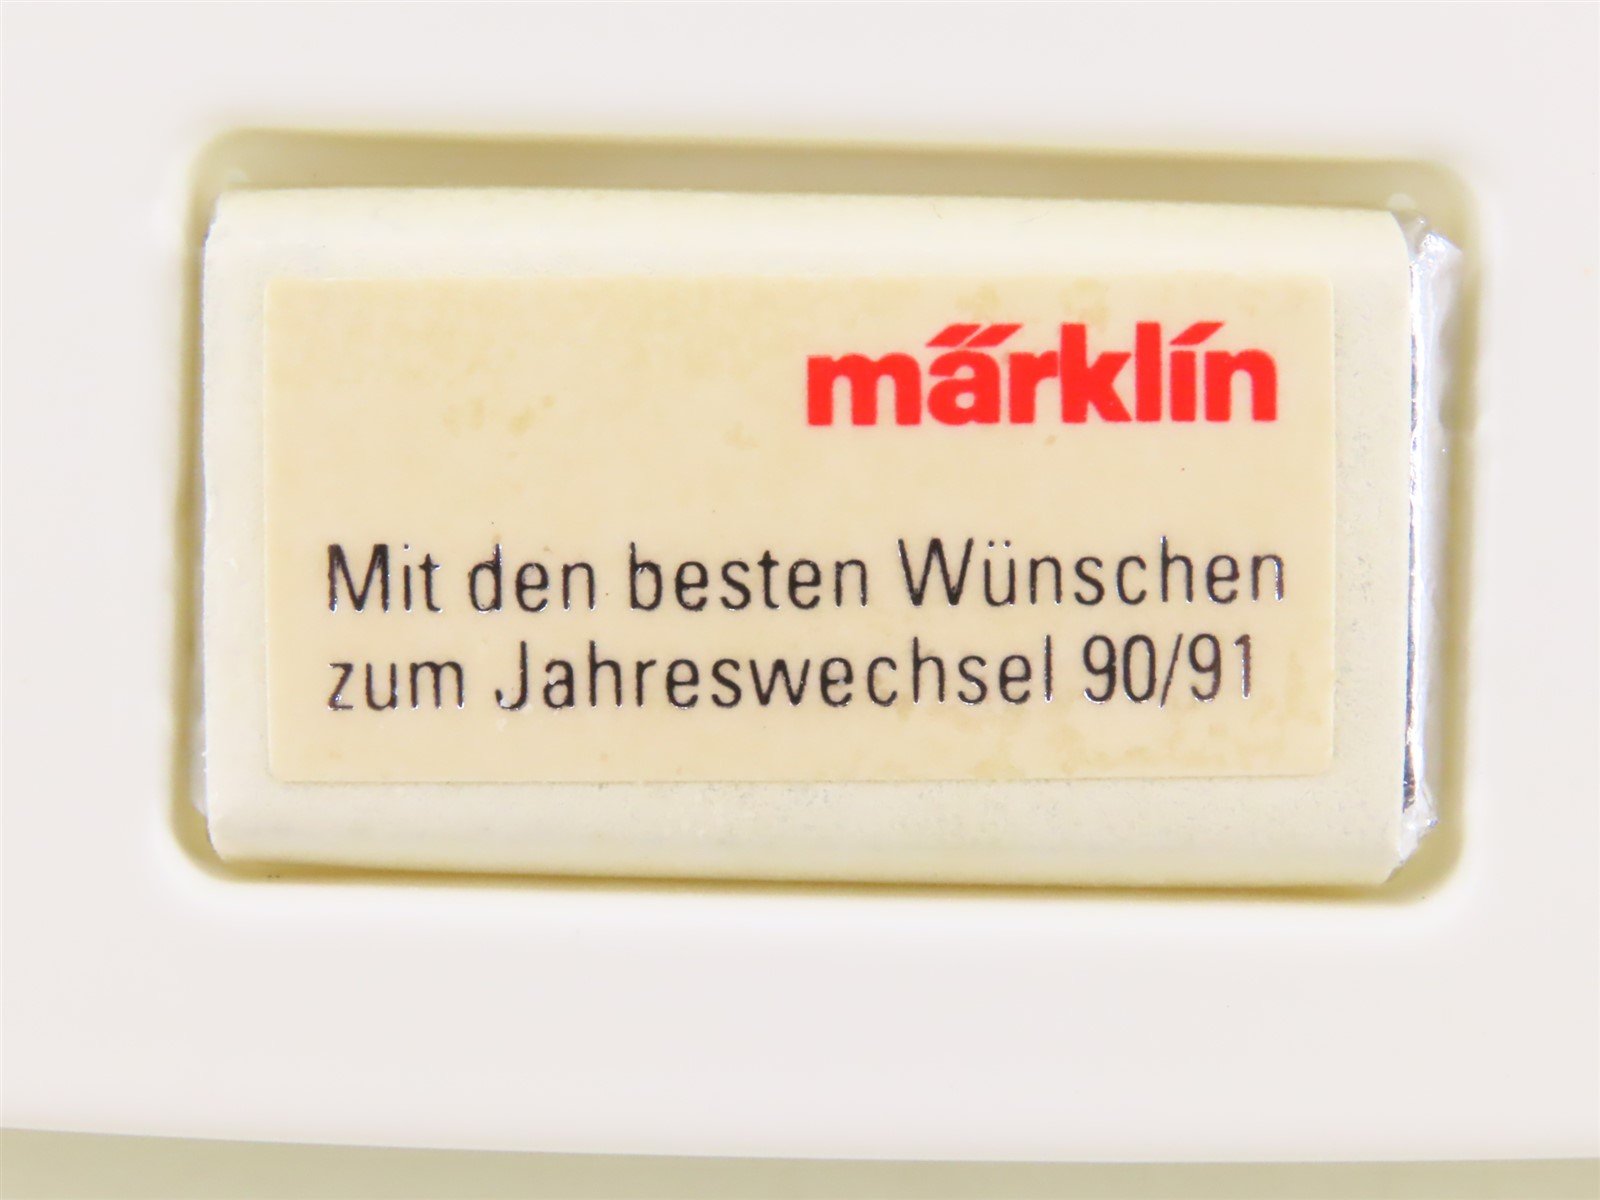 märklin
Mit den besten Wünschen
zum Jahreswechsel 90/91